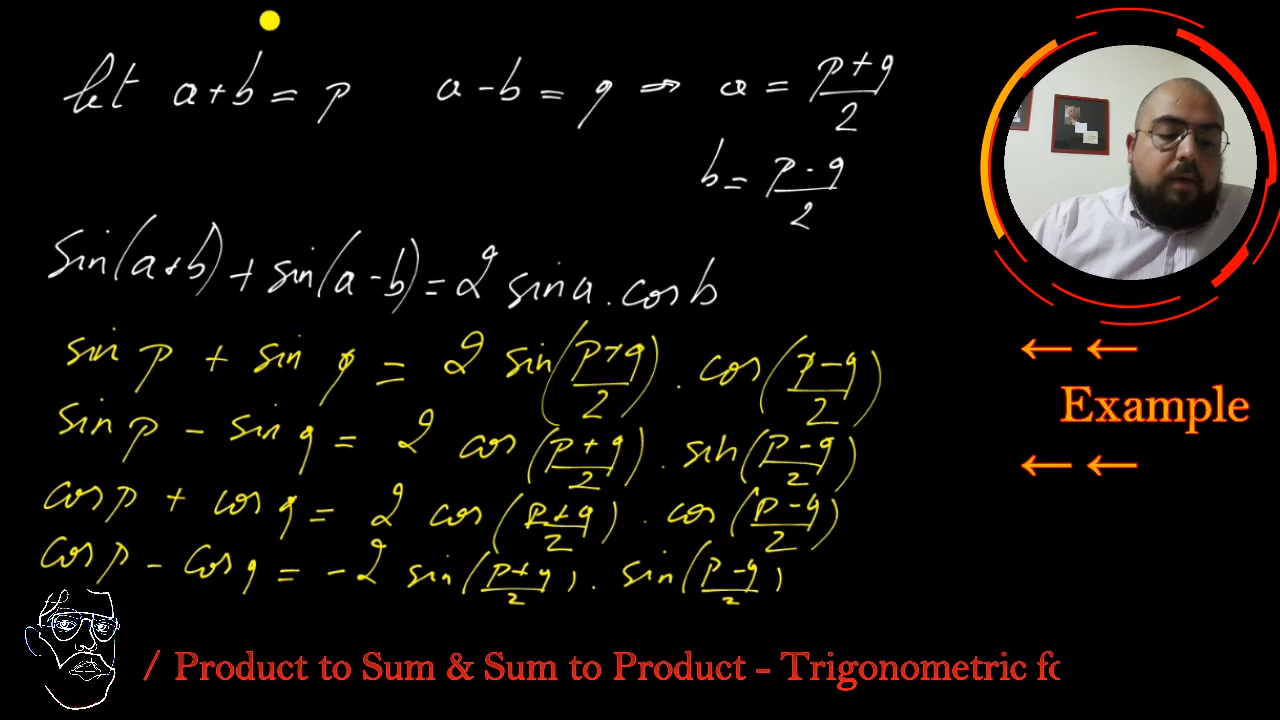 let a+b = p a-b = q ⇒ a = p+q/2
b = p-q/2
sin(a+b) + sin(a-b) = 2 sin a . cos b
sin p + sin q = 2 sin(p+q/2) . cos(p-q/2)
sin p - sin q = 2 cos(p+q/2) . sin(p-q/2)
cos p + cos q = 2 cos(p+q/2) . cos(p-q/2)
cos p - cos q = -2 sin(p+q/2) . sin(p-q/2)
← ←
Example
← ←
/ Product to Sum & Sum to Product - Trigonometric fo